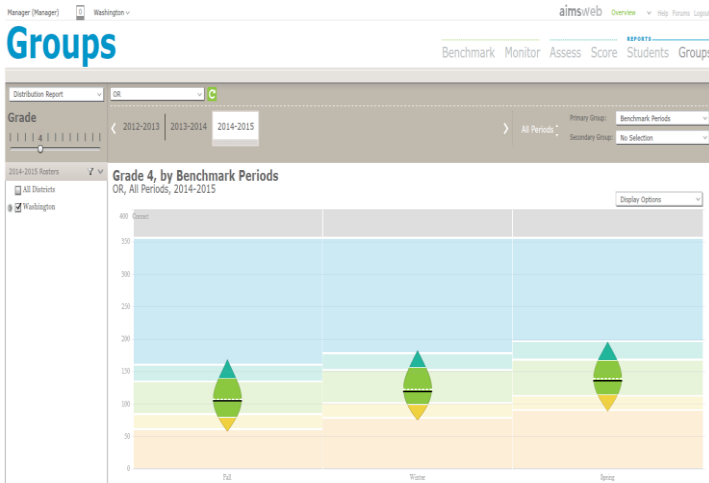 Manager (Manager) 0 Washington
aimsweb Overview Help Forums Logout
Groups
REPORTS
Benchmark Monitor Assess Score Students Groups
Distribution Report OR
Grade
4
2012-2013 2013-2014 2014-2015
All Periods
Primary Group: Benchmark Periods
Secondary Group: No Selection
2014-2015 Rosters
All Districts
Washington
Grade 4, by Benchmark Periods
OR, All Periods, 2014-2015
Display Options
400 Correct
350
300
250
200
150
100
50
0
Fall Winter Spring